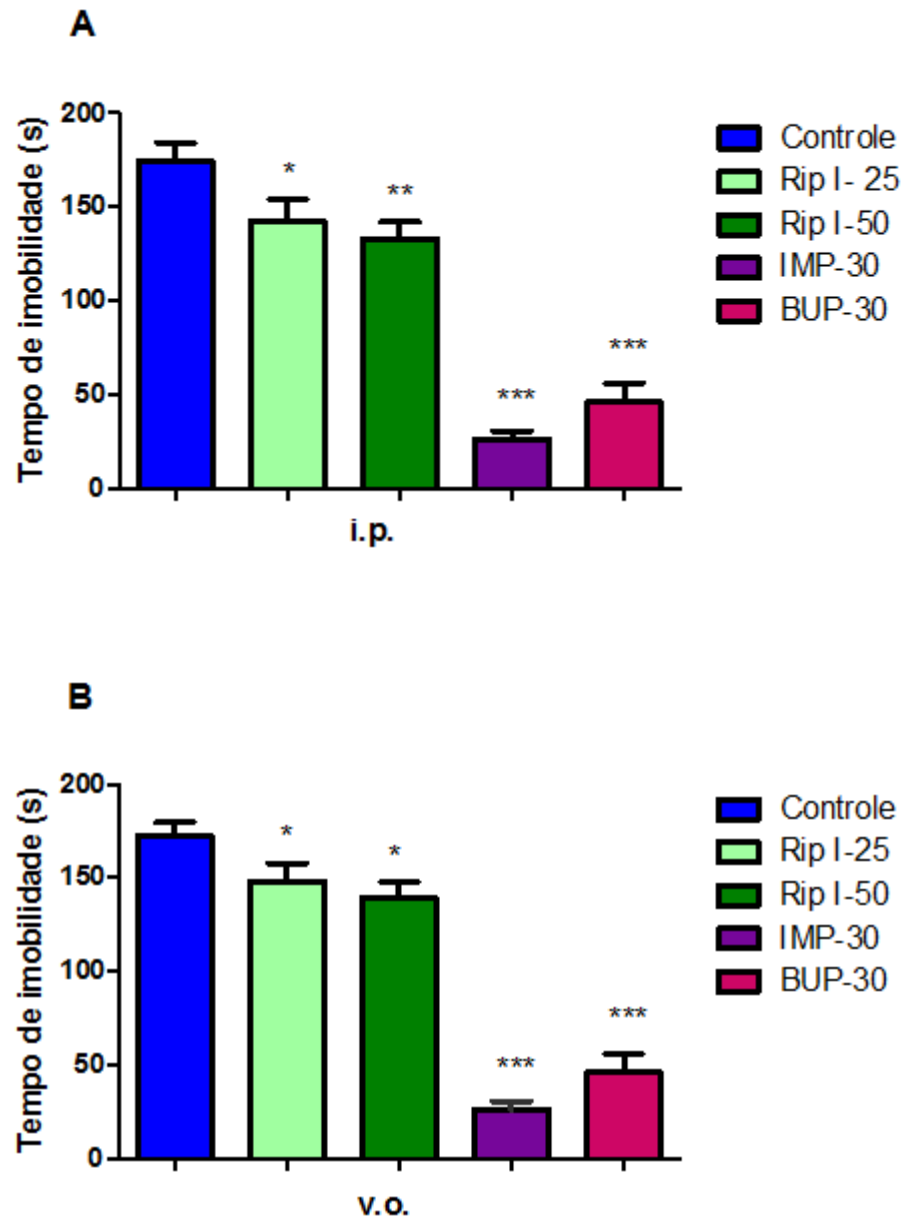 A
Tempo de imobilidade (s)
200
150
100
50
0
*
**
***
***
i.p.
Controle
Rip I- 25
Rip I-50
IMP-30
BUP-30
B
Tempo de imobilidade (s)
200
150
100
50
0
*
*
***
***
v.o.
Controle
Rip I-25
Rip I-50
IMP-30
BUP-30